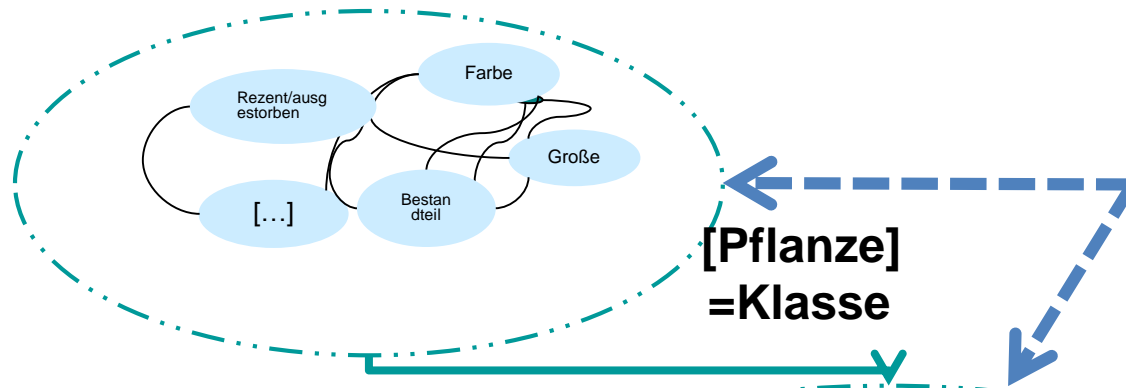 Farbe
Rezent/ausg
estorben
Große
[…]
Bestan
dteil
[Pflanze]
=Klasse